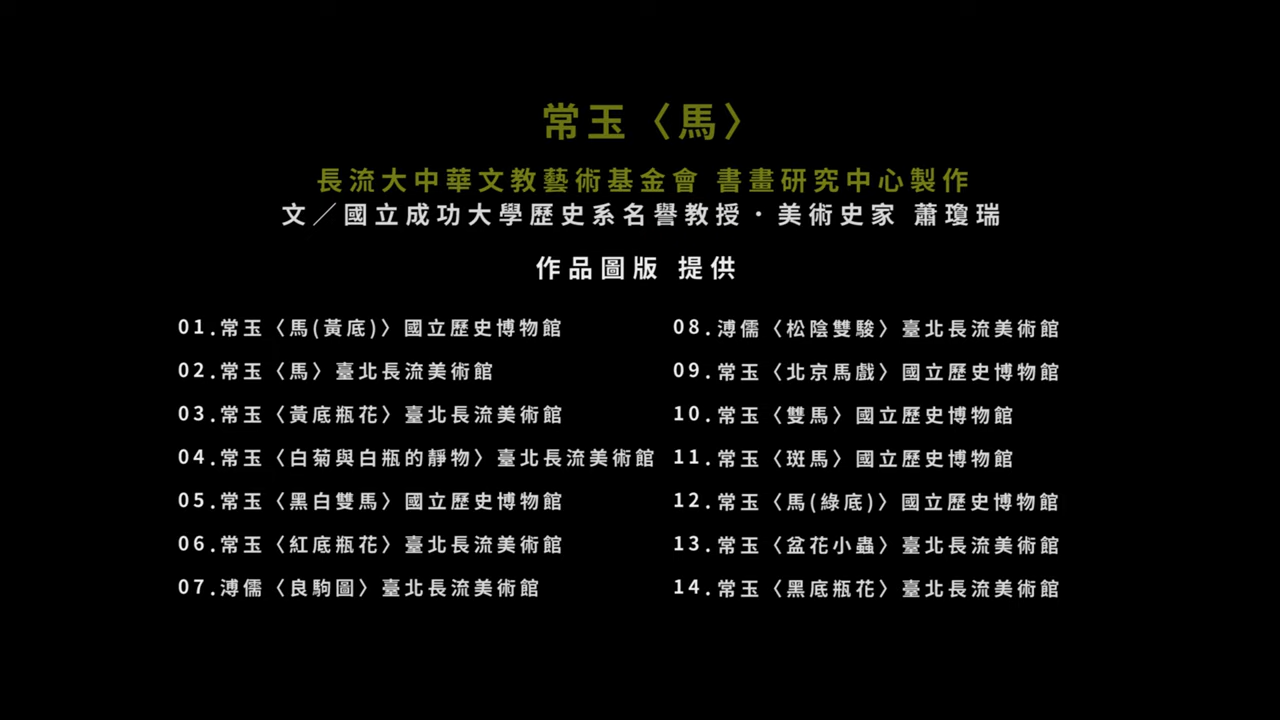 常玉〈馬〉
長流大中華文教藝術基金會 書畫研究中心製作
文／國立成功大學歷史系名譽教授・美術史家 蕭瓊瑞
作品圖版 提供
01.常玉〈馬(黃底)〉國立歷史博物館
02.常玉〈馬〉臺北長流美術館
03.常玉〈黃底瓶花〉臺北長流美術館
04.常玉〈白菊與白瓶的靜物〉臺北長流美術館
05.常玉〈黑白雙馬〉國立歷史博物館
06.常玉〈紅底瓶花〉臺北長流美術館
07.溥儒〈良駒圖〉臺北長流美術館
08.溥儒〈松陰雙駿〉臺北長流美術館
09.常玉〈北京馬戲〉國立歷史博物館
10.常玉〈雙馬〉國立歷史博物館
11.常玉〈斑馬〉國立歷史博物館
12.常玉〈馬(綠底)〉國立歷史博物館
13.常玉〈盆花小蟲〉臺北長流美術館
14.常玉〈黑底瓶花〉臺北長流美術館